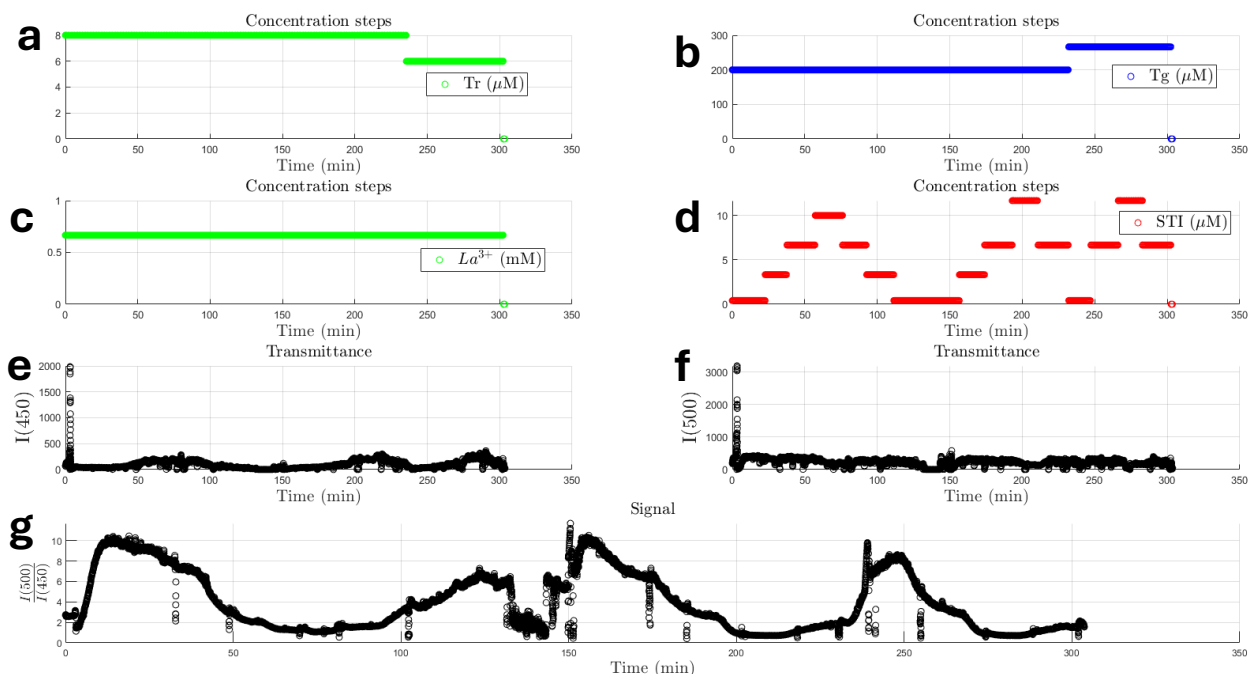 a
Concentration steps
8
6
4
2
0
Tr (μM)
0 50 100 150 200 250 300 350
Time (min)
b
Concentration steps
300
200
100
0
Tg (μM)
0 50 100 150 200 250 300 350
Time (min)
c
Concentration steps
1
0.5
0
La³⁺ (mM)
0 50 100 150 200 250 300 350
Time (min)
d
Concentration steps
10
5
0
STI (μM)
0 50 100 150 200 250 300 350
Time (min)
e
Transmittance
I(450)
2000
1500
1000
500
0
0 50 100 150 200 250 300 350
Time (min)
f
Transmittance
I(500)
3000
2000
1000
0
0 50 100 150 200 250 300 350
Time (min)
g
Signal
I(500)
I(450)
10
8
6
4
2
0
0 50 100 150 200 250 300 350
Time (min)